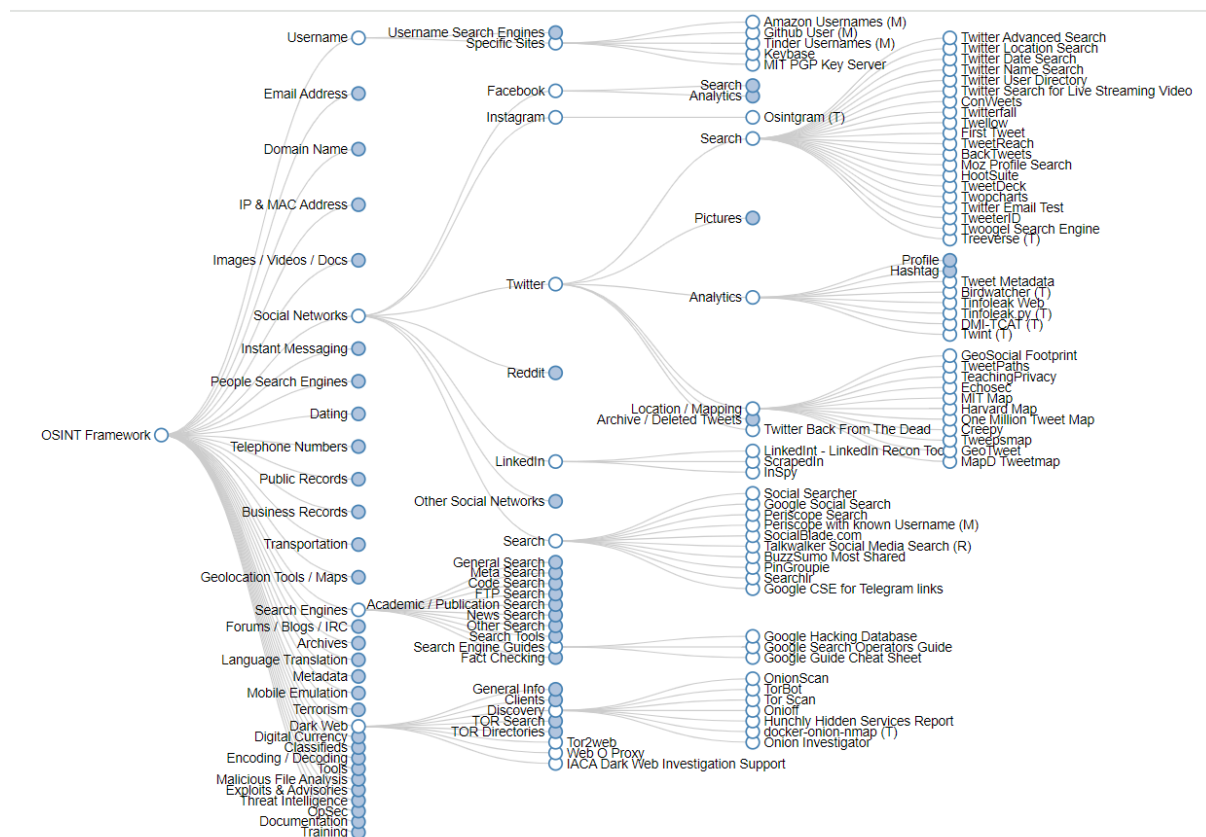 OSINT Framework
Username
Email Address
Domain Name
IP & MAC Address
Images / Videos / Docs
Social Networks
Instant Messaging
People Search Engines
Dating
Telephone Numbers
Public Records
Business Records
Transportation
Geolocation Tools / Maps
Search Engines
Forums / Blogs / IRC
Archives
Language Translation
Metadata
Mobile Emulation
Terrorism
Dark Web
Digital Currency
Classifieds
Encoding / Decoding
Tools
Malicious File Analysis
Exploits & Advisories
Threat Intelligence
OpSec
Documentation
Training
Username Search Engines
Specific Sites
Facebook
Instagram
Twitter
Reddit
LinkedIn
Other Social Networks
Search
General Search
Meta Search
Code Search
FTP Search
Academic / Publication Search
News Search
Other Search
Search Tools
Search Engine Guides
Fact Checking
General Info
Clients
Discovery
TOR Search
TOR Directories
Tor2web
Web O Proxy
IACA Dark Web Investigation Support
Amazon Usernames (M)
Github User (M)
Tinder Usernames (M)
Keybase
MIT PGP Key Server
Search
Analytics
Osintgram (T)
Search
Pictures
Analytics
Location / Mapping
Archive / Deleted Tweets
Twitter Back From The Dead
LinkedInt - LinkedIn Recon Too
ScrapedIn
InSpy
Social Searcher
Google Social Search
Periscope Search
Periscope with known Username (M)
SocialBlade.com
Talkwalker Social Media Search (R)
BuzzSumo Most Shared
PinGroupie
SearchIr
Google CSE for Telegram links
Google Hacking Database
Google Search Operators Guide
Google Guide Cheat Sheet
OnionScan
TorBot
Tor Scan
Onioff
Hunchly Hidden Services Report
docker-onion-nmap (T)
Onion Investigator
Twitter Advanced Search
Twitter Location Search
Twitter Date Search
Twitter Name Search
Twitter User Directory
Twitter Search for Live Streaming Video
ConWeets
Twitterfall
Twellow
First Tweet
TweetReach
BackTweets
Moz Profile Search
HootSuite
TweetDeck
Twopcharts
Twitter Email Test
TweeterID
Twoogel Search Engine
Treeverse (T)
Profile
Hashtag
Tweet Metadata
Birdwatcher (T)
Tinfoleak Web
Tinfoleak.py (T)
DMI-TCAT (T)
Twint (T)
GeoSocial Footprint
TweetPaths
TeachingPrivacy
Echosec
MIT Map
Harvard Map
One Million Tweet Map
Creepy
Tweepsmap
GeoTweet
MapD Tweetmap